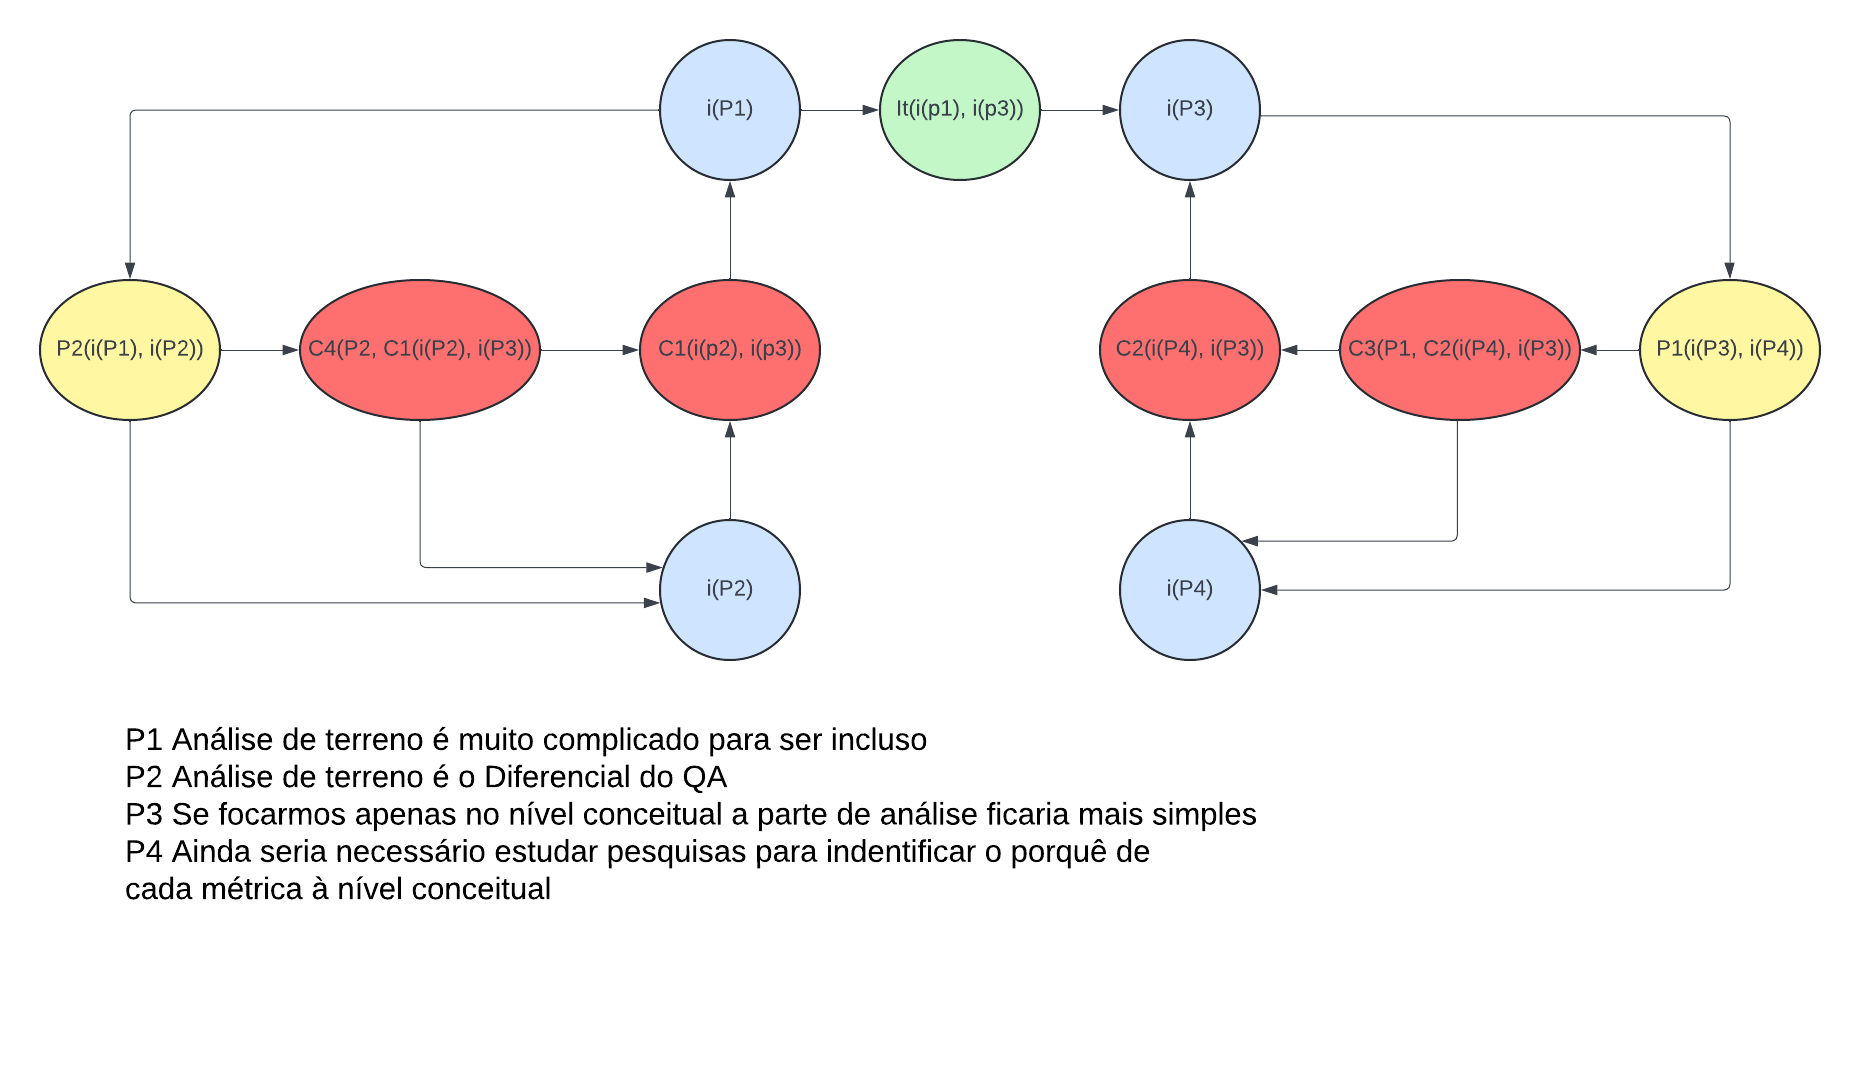 i(P1)
It(i(p1), i(p3))
i(P3)
P2(i(P1), i(P2))
C4(P2, C1(i(P2), i(P3))
C1(i(p2), i(p3))
C2(i(P4), i(P3))
C3(P1, C2(i(P4), i(P3))
P1(i(P3), i(P4))
i(P2)
i(P4)
P1 Análise de terreno é muito complicado para ser incluso
P2 Análise de terreno é o Diferencial do QA
P3 Se focarmos apenas no nível conceitual a parte de análise ficaria mais simples
P4 Ainda seria necessário estudar pesquisas para indentificar o porquê de
cada métrica à nível conceitual